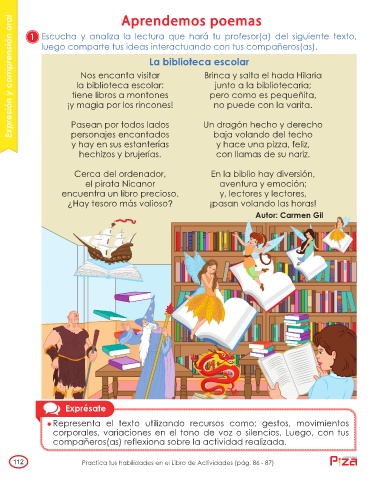 Expresión y comprensión oral
Aprendemos poemas
1 Escucha y analiza la lectura que hará tu profesor(a) del siguiente texto,
luego comparte tus ideas interactuando con tus compañeros(as).
La biblioteca escolar
Nos encanta visitar
la biblioteca escolar:
tiene libros a montones
¡y magia por los rincones!
Pasean por todos lados
personajes encantados
y hay en sus estanterías
hechizos y brujerías.
Cerca del ordenador,
el pirata Nicanor
encuentra un libro precioso.
¿Hay tesoro más valioso?
Brinca y salta el hada Hilaria
junto a la bibliotecaria;
pero como es pequeñita,
no puede con la varita.
Un dragón hecho y derecho
baja volando del techo
y hace una pizza, feliz,
con llamas de su nariz.
En la biblio hay diversión,
aventura y emoción;
y, lectores y lectores,
¡pasan volando las horas!
Autor: Carmen Gil
Exprésate
• Representa el texto utilizando recursos como: gestos, movimientos
corporales, variaciones en el tono de voz o silencios. Luego, con tus
compañeros(as) reflexiona sobre la actividad realizada.
112
Practica tus habilidades en el Libro de Actividades (pág. 86 - 87)